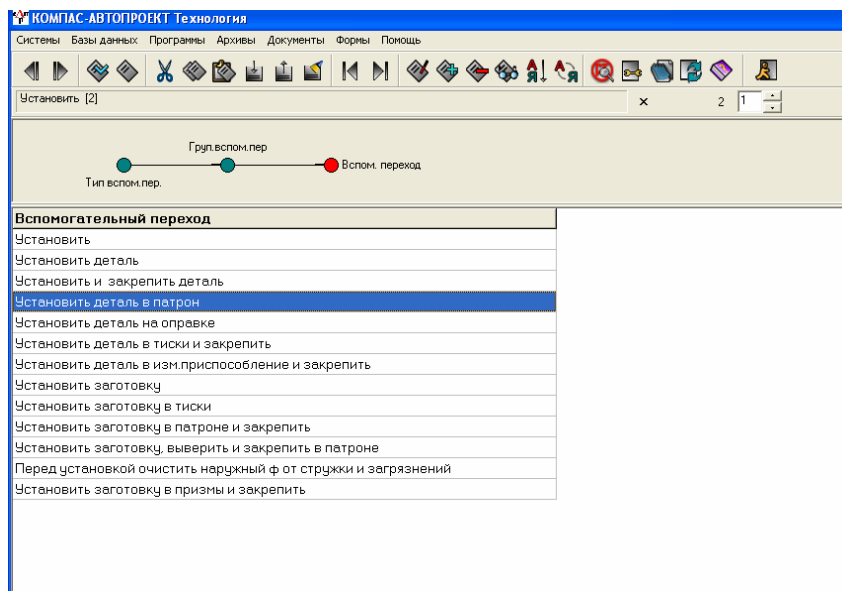 КОМПАС-АВТОПРОЕКТ Технология
Системы Базы данных Программы Архивы Документы Формы Помощь
Установить [2] × 2 1
Груп.вспом.пер
Вспом. переход
Тип вспом.пер.
Вспомогательный переход
Установить
Установить деталь
Установить и закрепить деталь
Установить деталь в патрон
Установить деталь на оправке
Установить деталь в тиски и закрепить
Установить деталь в изм.приспособление и закрепить
Установить заготовку
Установить заготовку в тиски
Установить заготовку в патроне и закрепить
Установить заготовку, выверить и закрепить в патроне
Перед установкой очистить наружный ф от стружки и загрязнений
Установить заготовку в призмы и закрепить